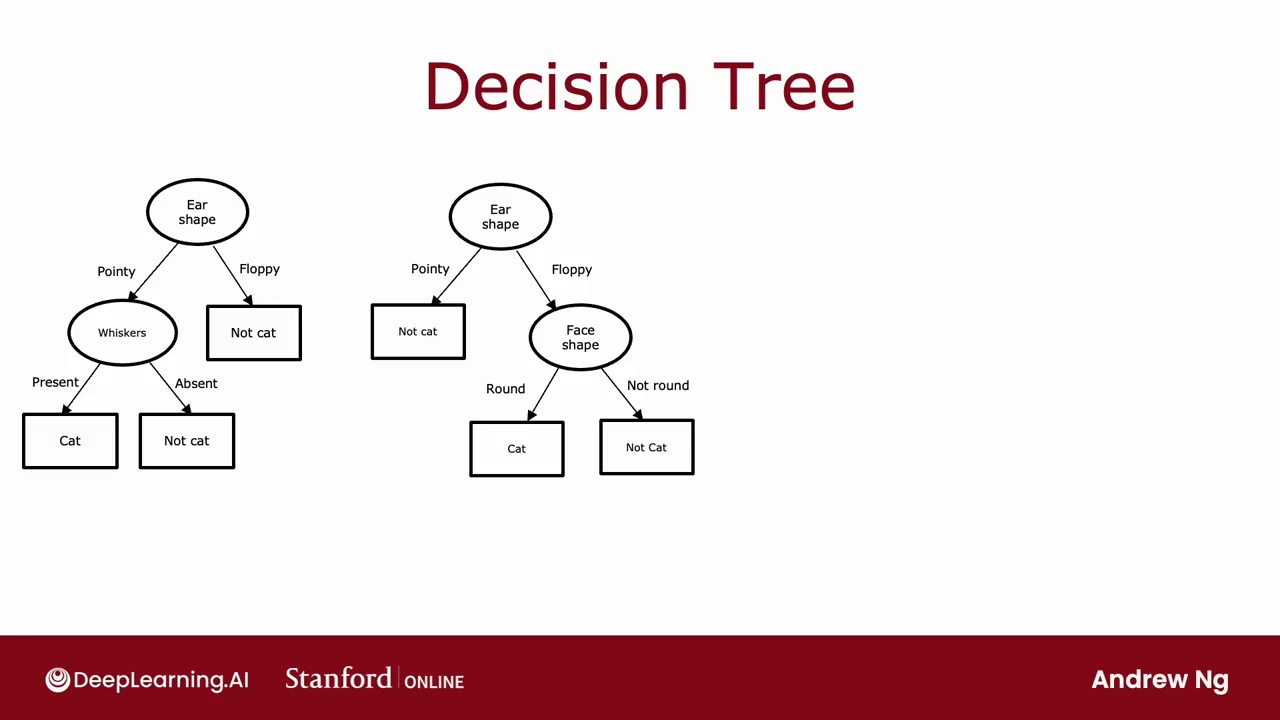 Decision Tree
Ear
shape
Pointy
Floppy
Whiskers
Not cat
Present
Absent
Cat
Not cat
Ear
shape
Pointy
Floppy
Not cat
Face
shape
Round
Not round
Cat
Not Cat
DeepLearning.AI
Stanford ONLINE
Andrew Ng